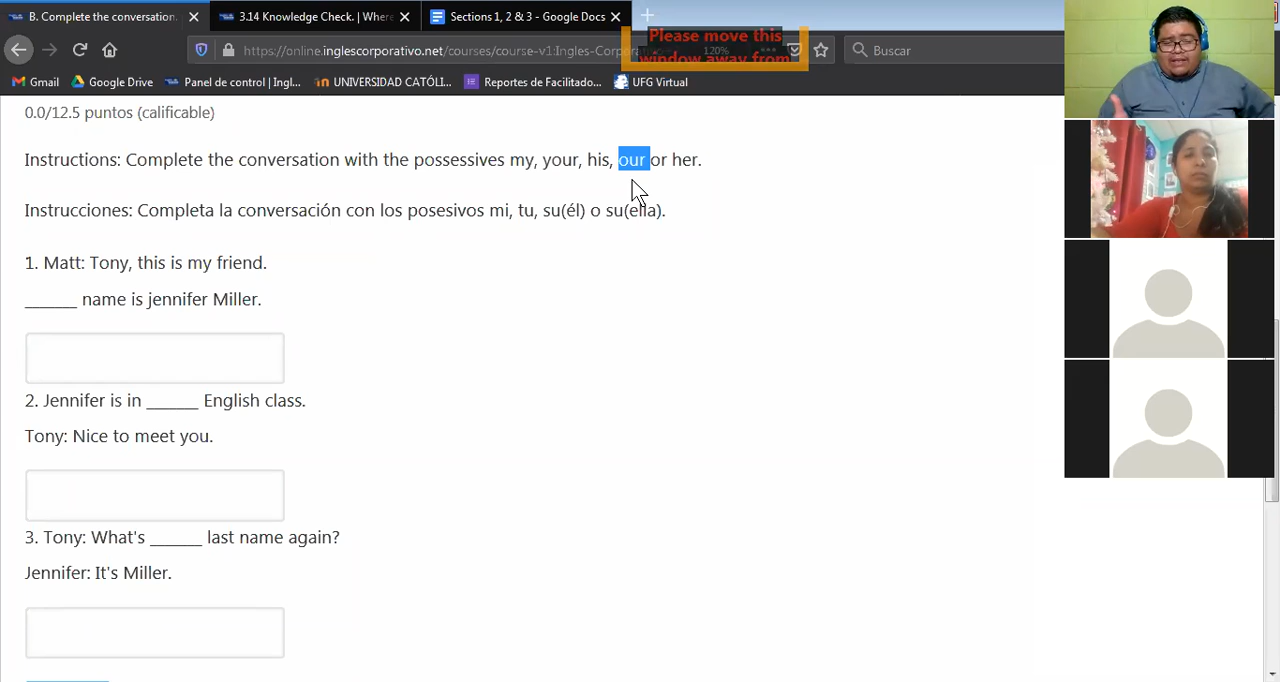 B. Complete the conversation.
3.14 Knowledge Check. | Where
Sections 1, 2 & 3 - Google Docs
https://online.inglescorporativo.net/courses/course-v1:Ingles-Corpora
120%
Please move this
window away from
Buscar
Gmail
Google Drive
Panel de control | Ingl...
UNIVERSIDAD CATÓLI...
Reportes de Facilitado...
UFG Virtual
0.0/12.5 puntos (calificable)
Instructions: Complete the conversation with the possessives my, your, his, our or her.
Instrucciones: Completa la conversación con los posesivos mi, tu, su(él) o su(ella).
1. Matt: Tony, this is my friend.
______ name is jennifer Miller.
2. Jennifer is in ______ English class.
Tony: Nice to meet you.
3. Tony: What's ______ last name again?
Jennifer: It's Miller.